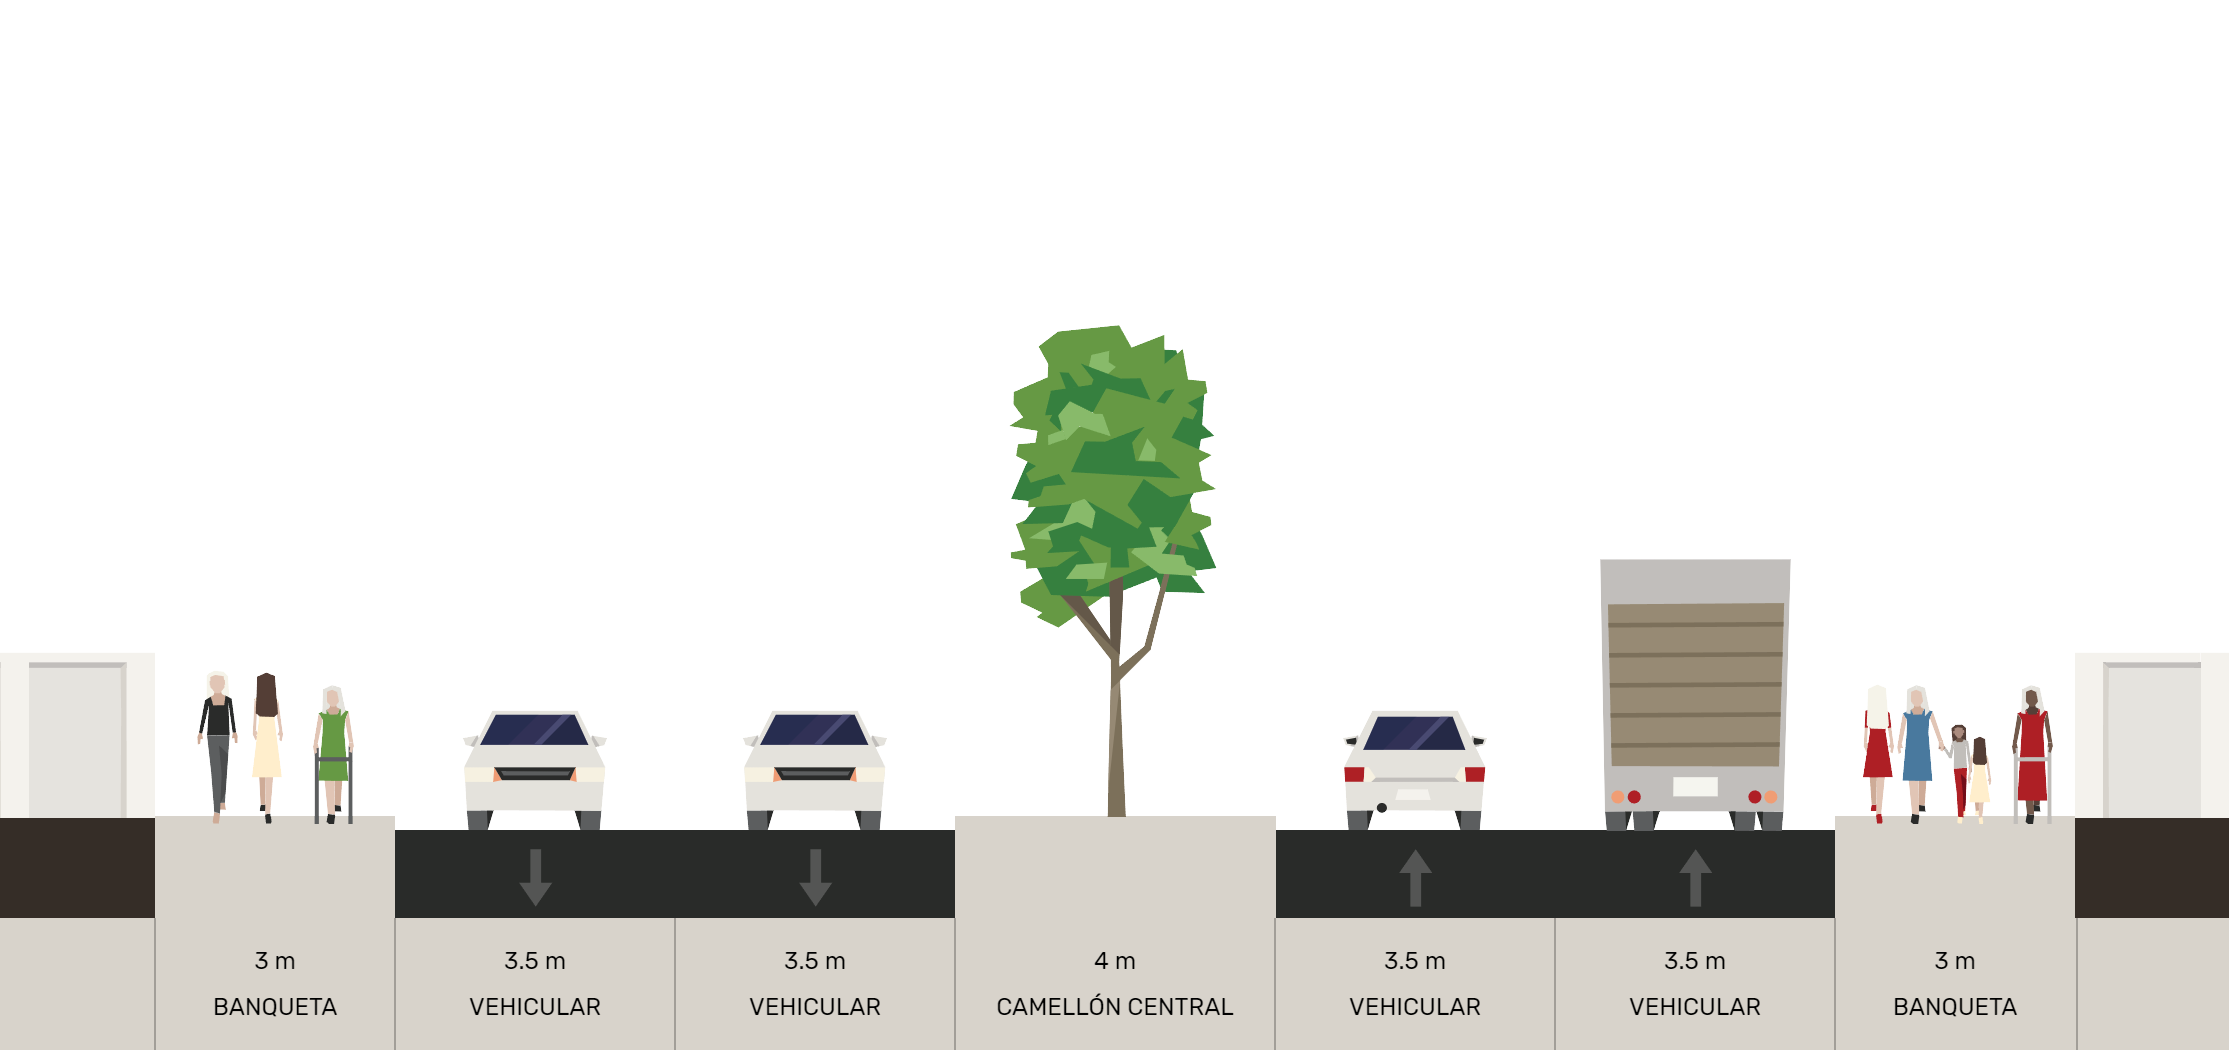 3 m
BANQUETA
3.5 m
VEHICULAR
3.5 m
VEHICULAR
4 m
CAMELLÓN CENTRAL
3.5 m
VEHICULAR
3.5 m
VEHICULAR
3 m
BANQUETA